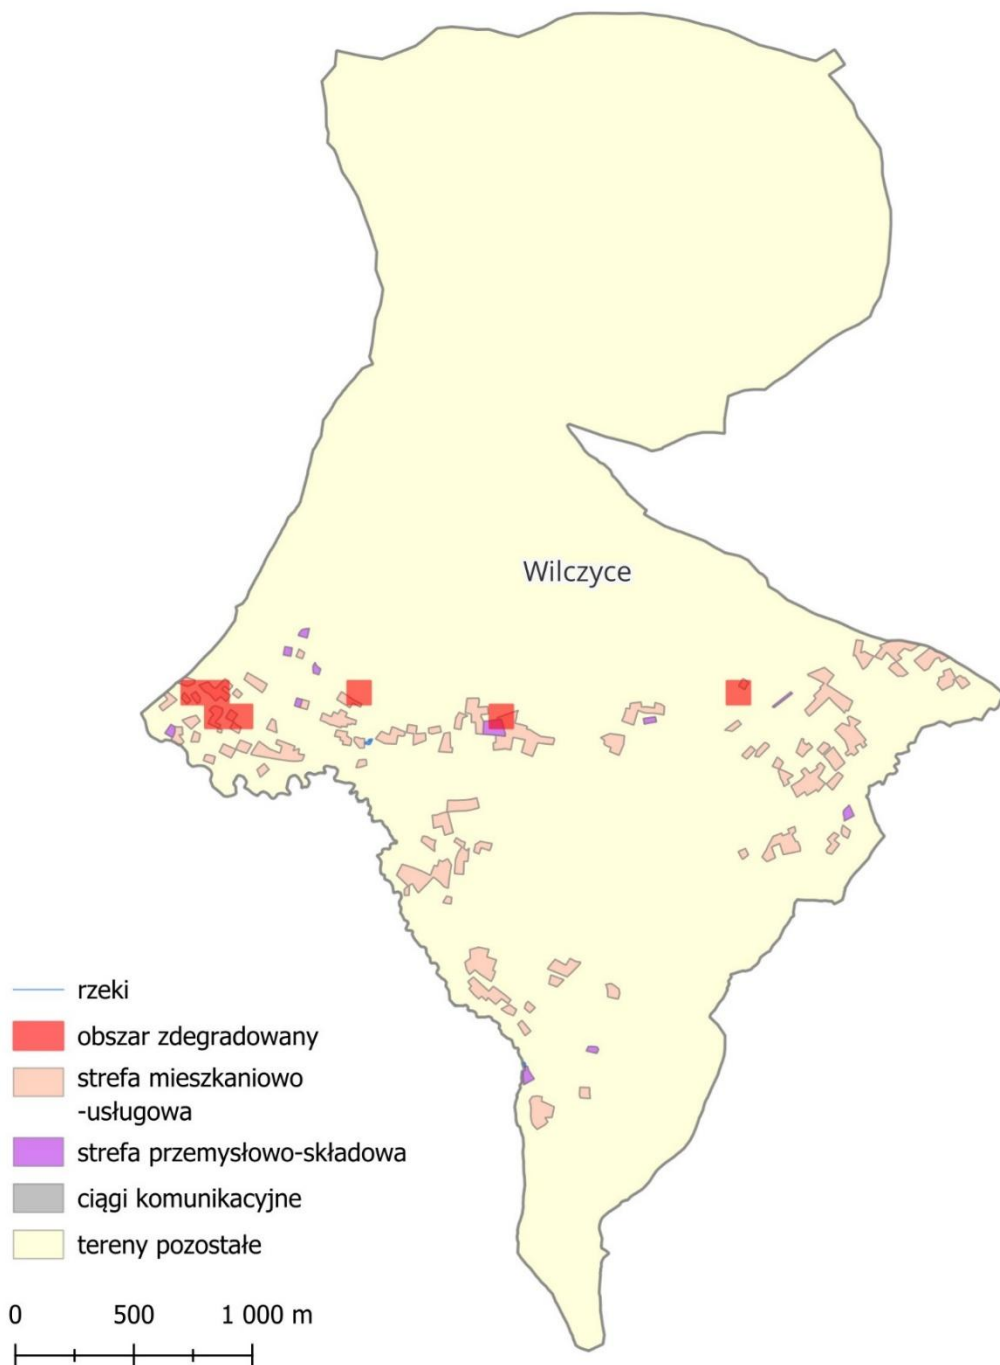 Wilczyce
rzeki
obszar zdegradowany
strefa mieszkaniowo
-usługowa
strefa przemysłowo-składowa
ciągi komunikacyjne
tereny pozostałe
0 500 1 000 m